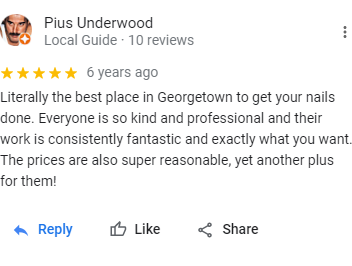 Pius Underwood
Local Guide · 10 reviews
6 years ago
Literally the best place in Georgetown to get your nails
done. Everyone is so kind and professional and their
work is consistently fantastic and exactly what you want.
The prices are also super reasonable, yet another plus
for them!
Reply Like Share